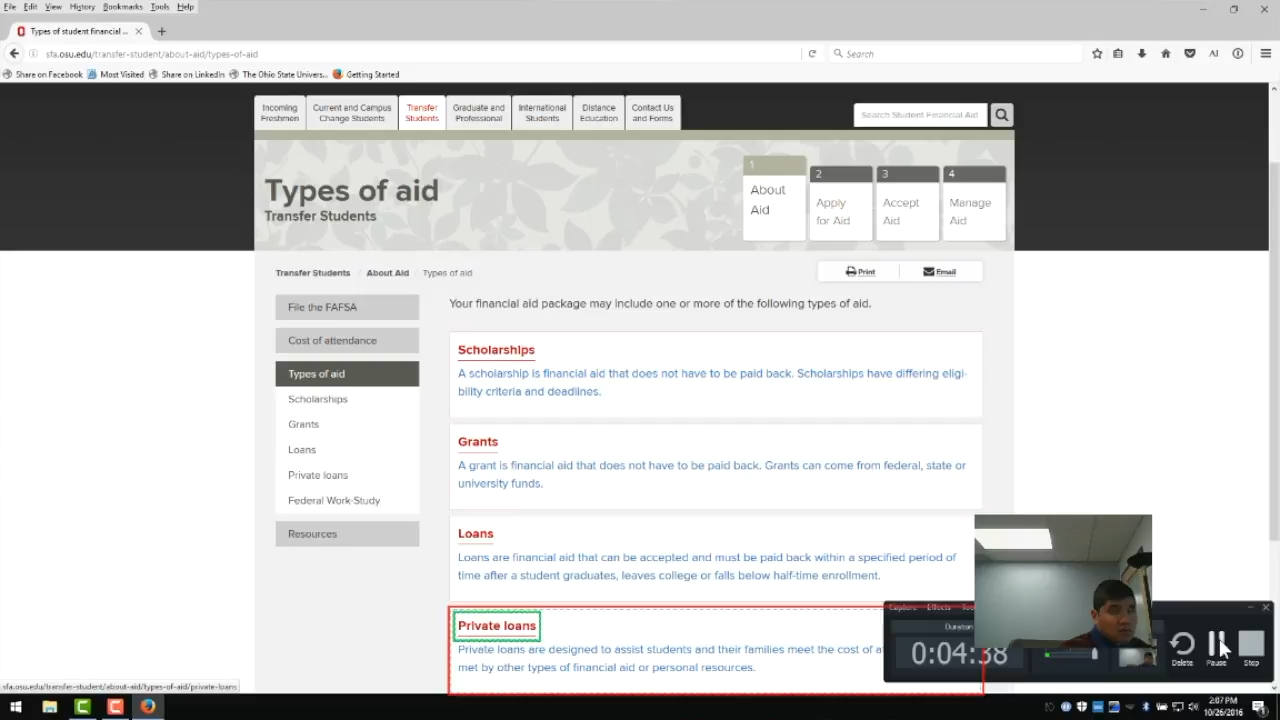 File Edit View History Bookmarks Tools Help
Types of student financial ...
sfa.osu.edu/transfer-student/about-aid/types-of-aid
Search
Share on Facebook Most Visited Share on LinkedIn The Ohio State Univers... Getting Started
Incoming Freshmen
Current and Campus Change Students
Transfer Students
Graduate and Professional
International Students
Distance Education
Contact Us and Forms
Search Student Financial Aid
Types of aid
Transfer Students
1
About
Aid
2
Apply
for Aid
3
Accept
Aid
4
Manage
Aid
Transfer Students / About Aid / Types of aid
Print
Email
File the FAFSA
Cost of attendance
Types of aid
Scholarships
Grants
Loans
Private loans
Federal Work-Study
Resources
Your financial aid package may include one or more of the following types of aid.
Scholarships
A scholarship is financial aid that does not have to be paid back. Scholarships have differing eligi-
bility criteria and deadlines.
Grants
A grant is financial aid that does not have to be paid back. Grants can come from federal, state or
university funds.
Loans
Loans are financial aid that can be accepted and must be paid back within a specified period of
time after a student graduates, leaves college or falls below half-time enrollment.
Private loans
Private loans are designed to assist students and their families meet the cost of
met by other types of financial aid or personal resources.
Capture Effects
Duration
0:04:38
Delete Pause Stop
sfa.osu.edu/transfer-student/about-aid/types-of-aid/private-loans
2:07 PM
10/26/2016